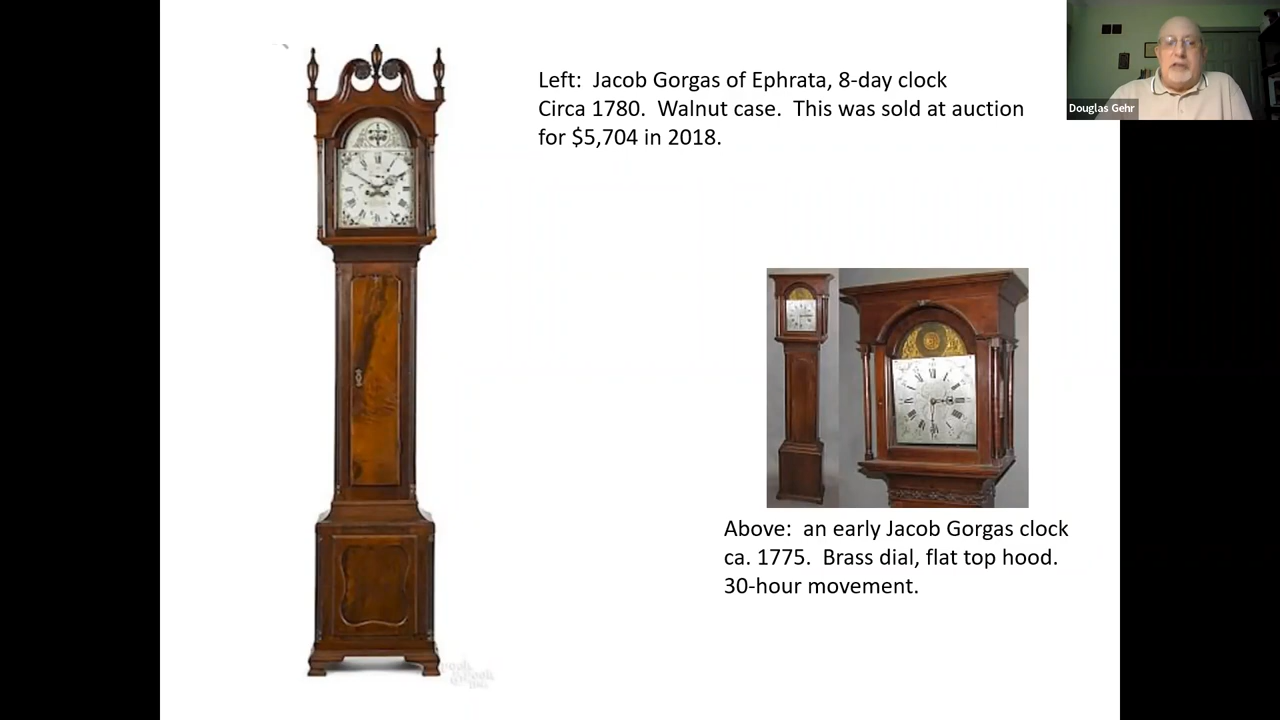 Left:  Jacob Gorgas of Ephrata, 8-day clock
Circa 1780.  Walnut case.  This was sold at auction
for $5,704 in 2018.
Douglas Gehr
Above:  an early Jacob Gorgas clock
ca. 1775.  Brass dial, flat top hood.
30-hour movement.